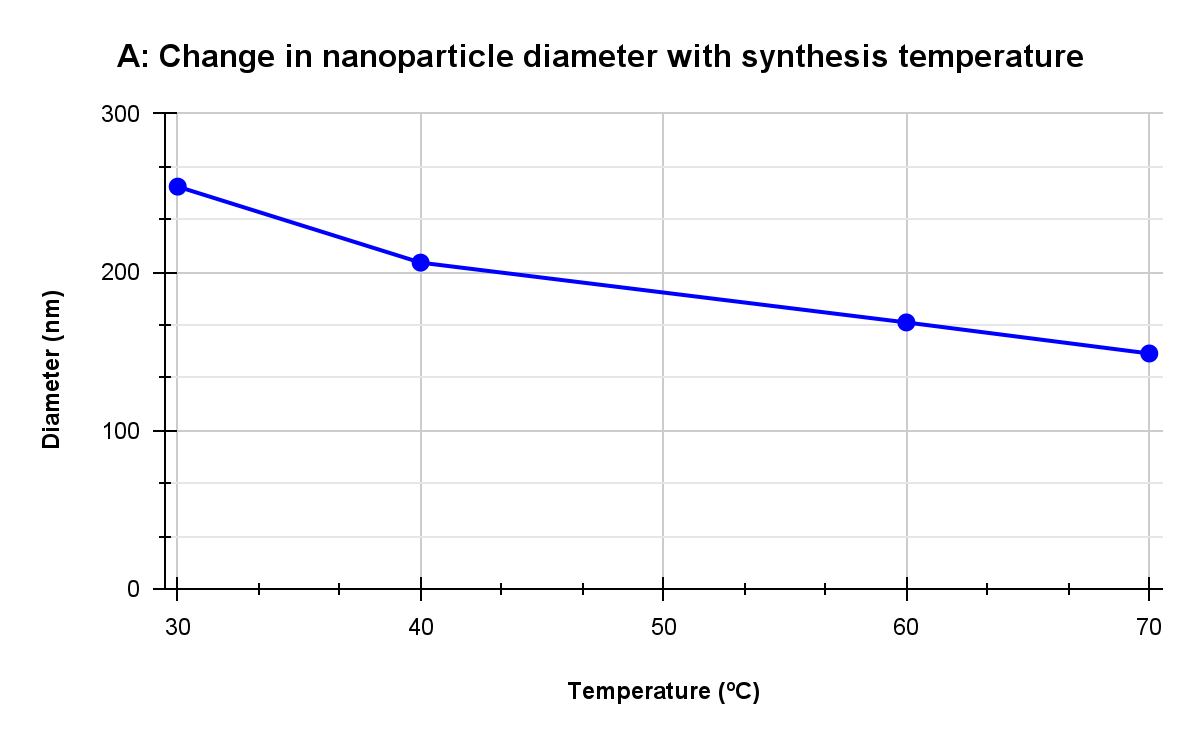 A: Change in nanoparticle diameter with synthesis temperature
300
200
100
0
Diameter (nm)
30 40 50 60 70
Temperature (ºC)